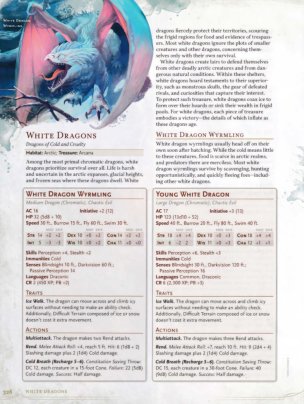 WHITE DRAGON
WYRMLING
WHITE DRAGONS
Dragons of Cold and Cruelty
Habitat: Arctic; Treasure: Arcana
Among the most primal chromatic dragons, white
dragons prioritize survival over all. Life is harsh
and uncertain in the arctic expanses, glacial heights,
and frozen seas where these dragons dwell. White
dragons fiercely protect their territories, scouring
the frigid regions for food and evidence of trespass-
ers. Most white dragons ignore the plots of smaller
creatures and other dragons, concerning them-
selves only with their own survival.
White dragons create lairs to defend themselves
from other deadly arctic creatures and from dan-
gerous natural conditions. Within these shelters,
white dragons hoard testaments to their superior-
ity, such as monstrous skulls, the gear of defeated
rivals, and curiosities that capture their interest.
To protect such treasure, white dragons coax ice to
form over their hoards or sink their wealth in frigid
pools. For white dragons, each piece of treasure
embodies a victory—the details of which inflate as
these dragons age.
WHITE DRAGON WYRMLING
White dragon wyrmlings usually head off on their
own soon after hatching. While the cold means little
to these creatures, food is scarce in arctic realms,
and predators there are merciless. Most white
dragon wyrmlings survive by scavenging, hunting
opportunistically, and quickly fleeing foes—includ-
ing other white dragons.
WHITE DRAGON WYRMLING
Medium Dragon (Chromatic), Chaotic Evil
AC 16 Initiative +2 (12)
HP 32 (5d8 + 10)
Speed 30 ft., Burrow 15 ft., Fly 60 ft., Swim 30 ft.
Skills Perception +4, Stealth +2
Immunities Cold
Senses Blindsight 10 ft., Darkvision 60 ft.;
Passive Perception 14
Languages Draconic
CR 2 (450 XP; PB +2)
TRAITS
Ice Walk. The dragon can move across and climb icy
surfaces without needing to make an ability check.
Additionally, Difficult Terrain composed of ice or snow
doesn't cost it extra movement.
ACTIONS
Multiattack. The dragon makes two Rend attacks.
Rend. Melee Attack Roll: +4, reach 5 ft. Hit: 6 (1d8 + 2)
Slashing damage plus 2 (1d4) Cold damage.
Cold Breath (Recharge 5–6). Constitution Saving Throw:
DC 12, each creature in a 15-foot Cone. Failure: 22 (5d8)
Cold damage. Success: Half damage.
YOUNG WHITE DRAGON
Large Dragon (Chromatic), Chaotic Evil
AC 17 Initiative +3 (13)
HP 123 (13d10 + 52)
Speed 40 ft., Burrow 20 ft., Fly 80 ft., Swim 40 ft.
Skills Perception +6, Stealth +3
Immunities Cold
Senses Blindsight 30 ft., Darkvision 120 ft.;
Passive Perception 16
Languages Common, Draconic
CR 6 (2,300 XP; PB +3)
TRAITS
Ice Walk. The dragon can move across and climb icy
surfaces without needing to make an ability check.
Additionally, Difficult Terrain composed of ice or snow
doesn't cost it extra movement.
ACTIONS
Multiattack. The dragon makes three Rend attacks.
Rend. Melee Attack Roll: +7, reach 10 ft. Hit: 9 (2d4 + 4)
Slashing damage plus 2 (1d4) Cold damage.
Cold Breath (Recharge 5–6). Constitution Saving Throw:
DC 15, each creature in a 30-foot Cone. Failure: 40
(9d8) Cold damage. Success: Half damage.
WHITE DRAGONS